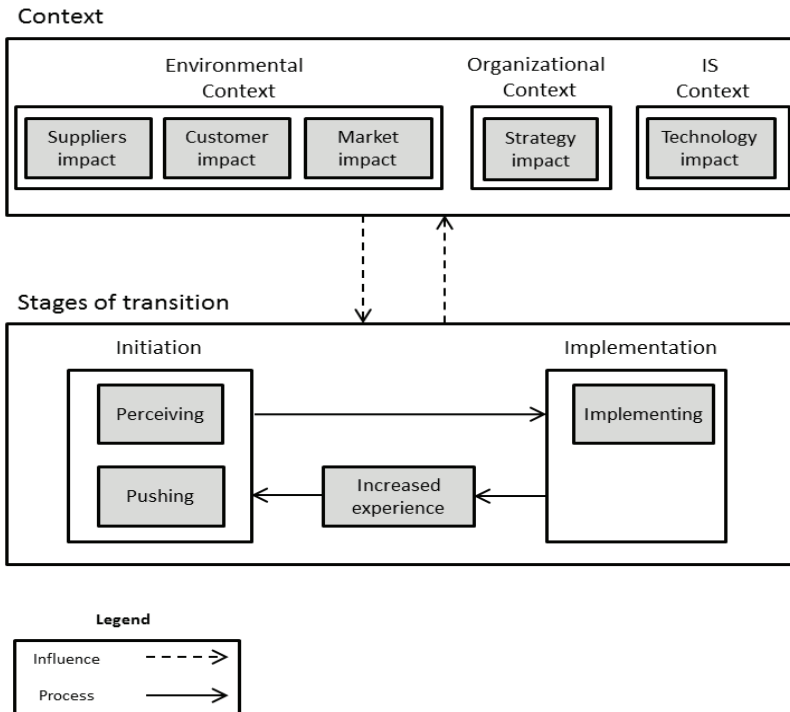 Context
Environmental
Context
Organizational
Context
IS
Context
Suppliers
impact
Customer
impact
Market
impact
Strategy
impact
Technology
impact
Stages of transition
Initiation
Implementation
Perceiving
Implementing
Pushing
Increased
experience
Legend
Influence
Process